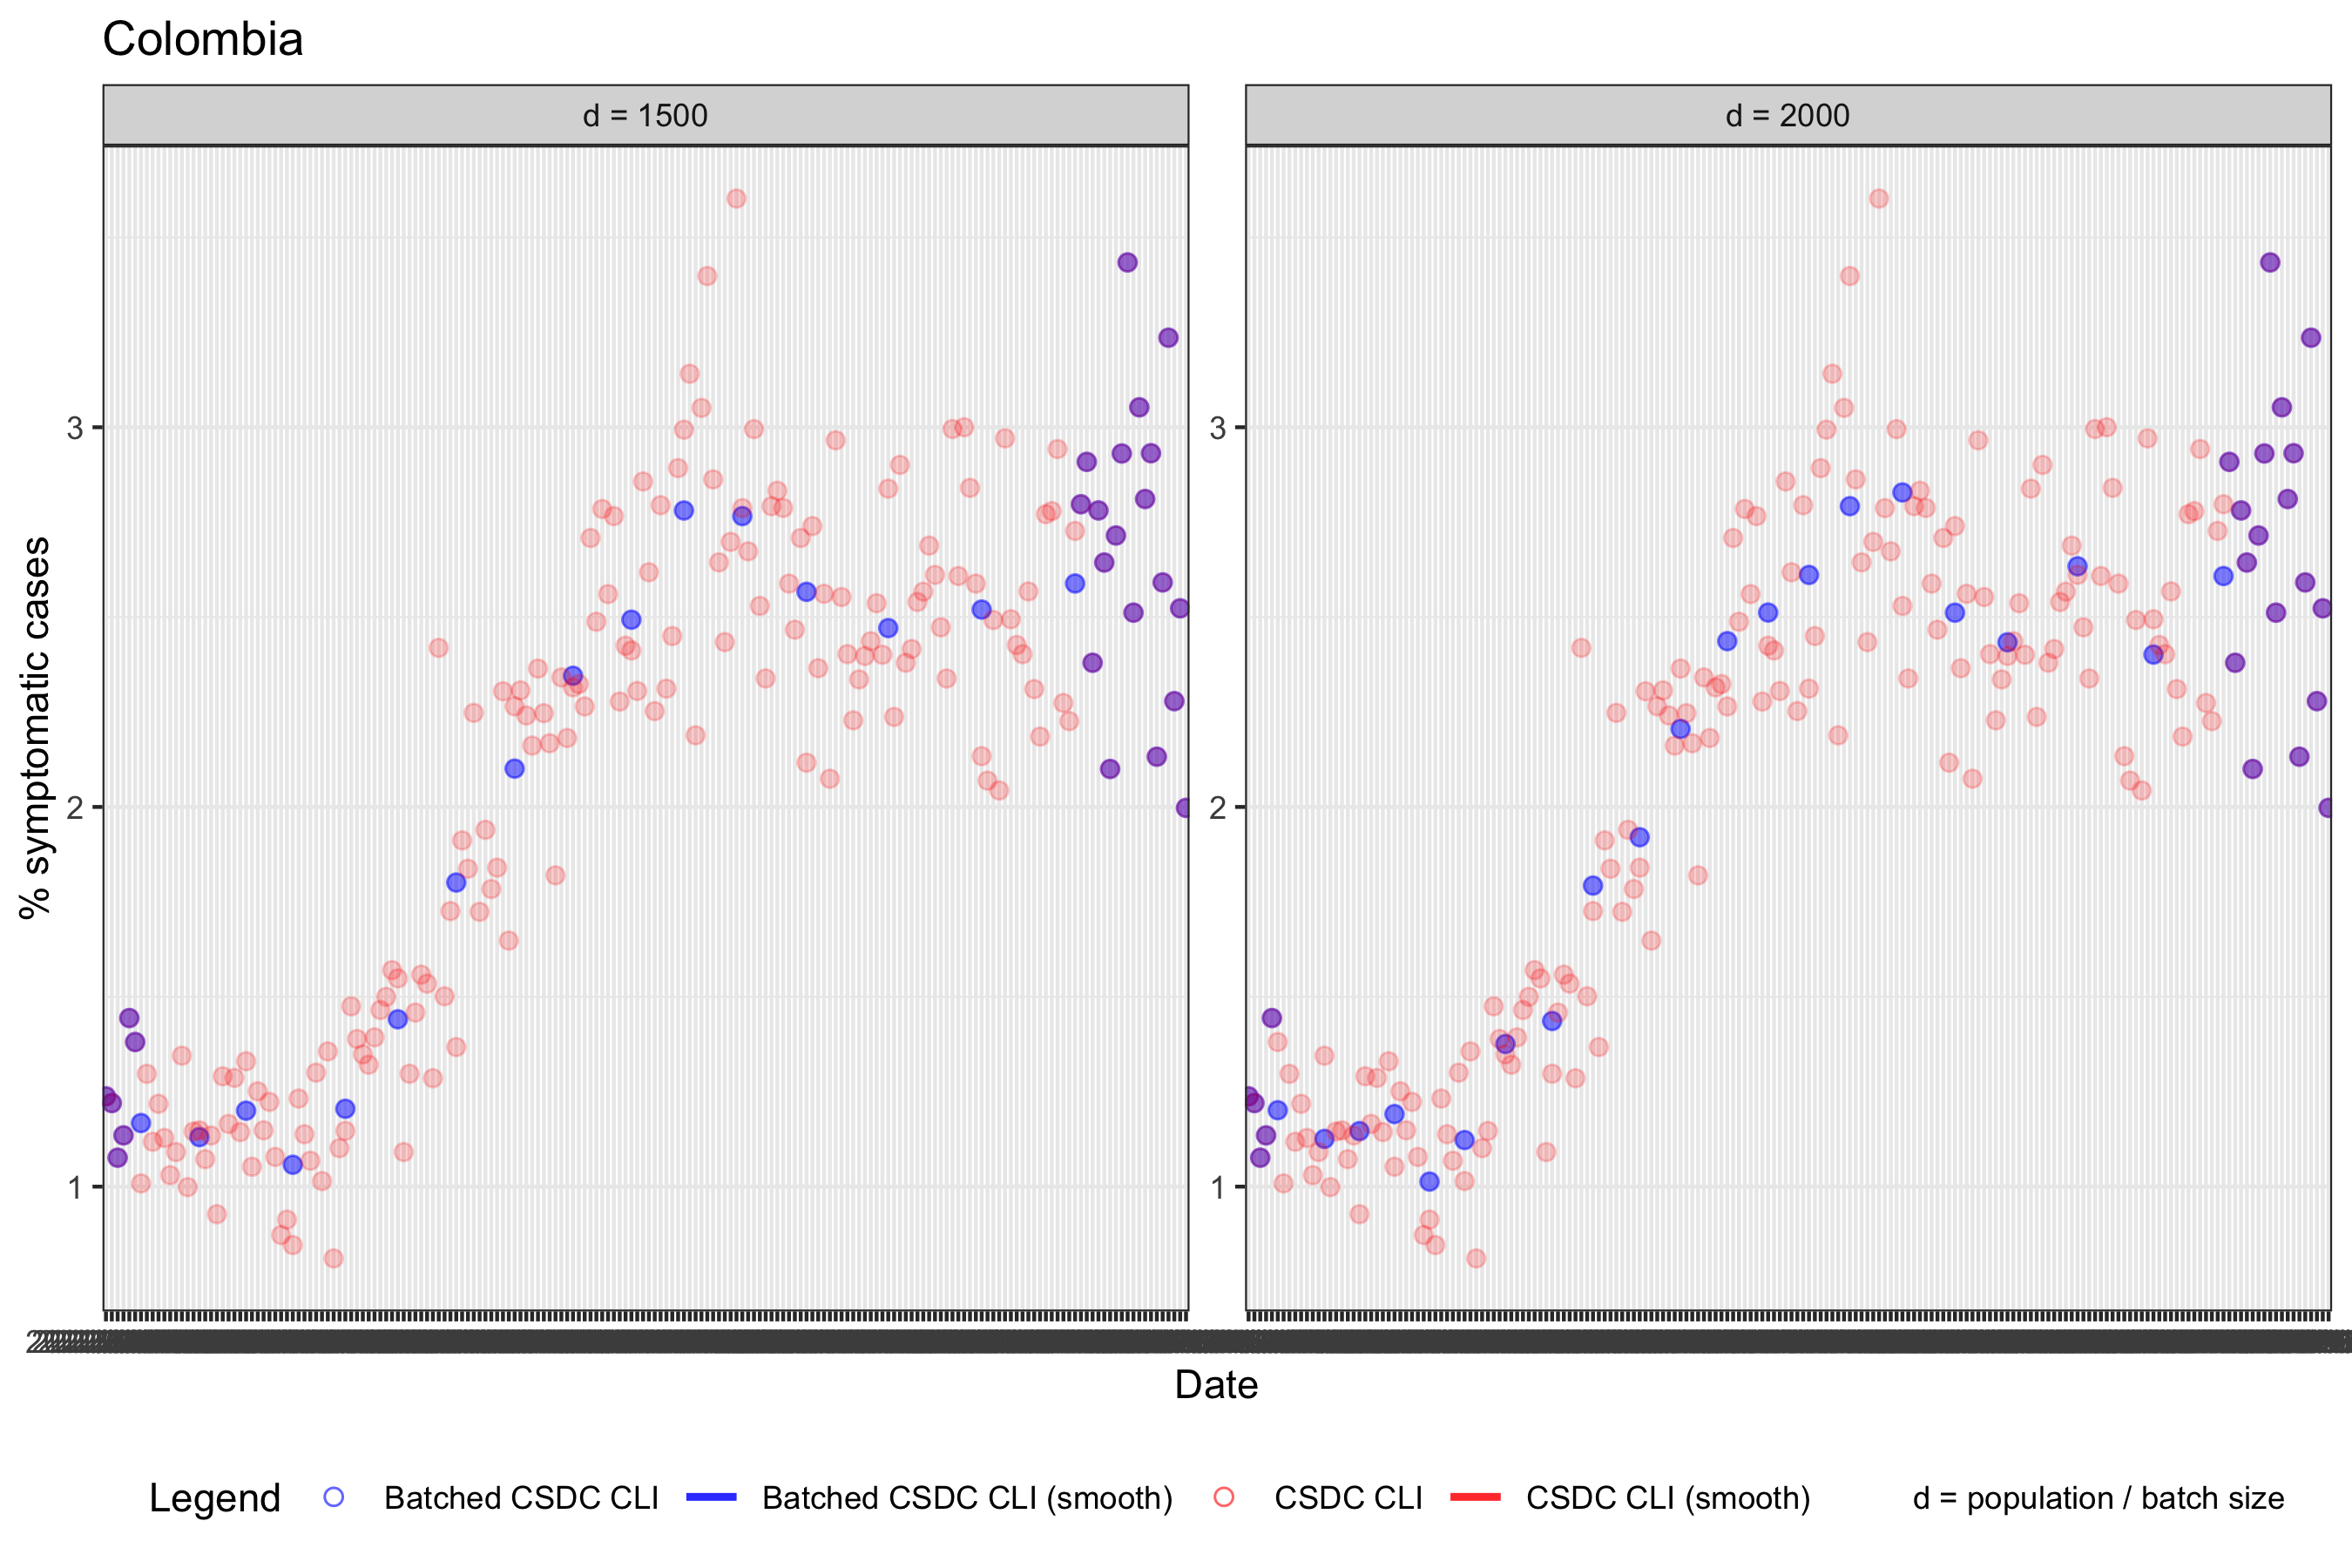 Colombia
d = 1500
d = 2000
% symptomatic cases
3
2
1
3
2
1
Date
Legend
Batched CSDC CLI
Batched CSDC CLI (smooth)
CSDC CLI
CSDC CLI (smooth)
d = population / batch size